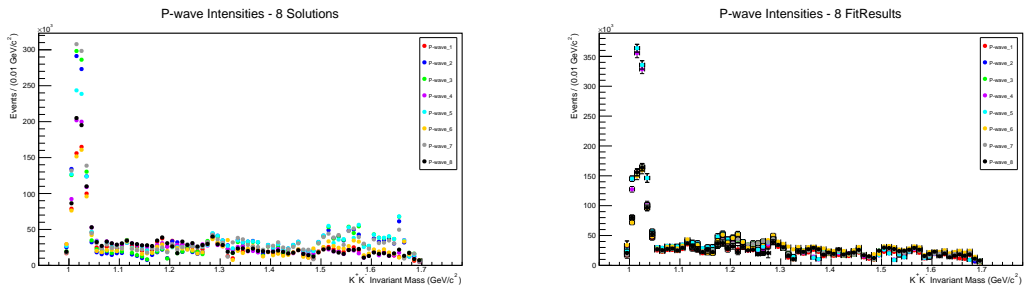 P-wave Intensities - 8 Solutions
×10³
Events / (0.01 GeV/c²)
300
250
200
150
100
50
0
1
1.1
1.2
1.3
1.4
1.5
1.6
1.7
K⁺K⁻ Invariant Mass (GeV/c²)
P-wave_1
P-wave_2
P-wave_3
P-wave_4
P-wave_5
P-wave_6
P-wave_7
P-wave_8
P-wave Intensities - 8 FitResults
×10³
Events / (0.01 GeV/c²)
350
300
250
200
150
100
50
0
1
1.1
1.2
1.3
1.4
1.5
1.6
1.7
K⁺K⁻ Invariant Mass (GeV/c²)
P-wave_1
P-wave_2
P-wave_3
P-wave_4
P-wave_5
P-wave_6
P-wave_7
P-wave_8